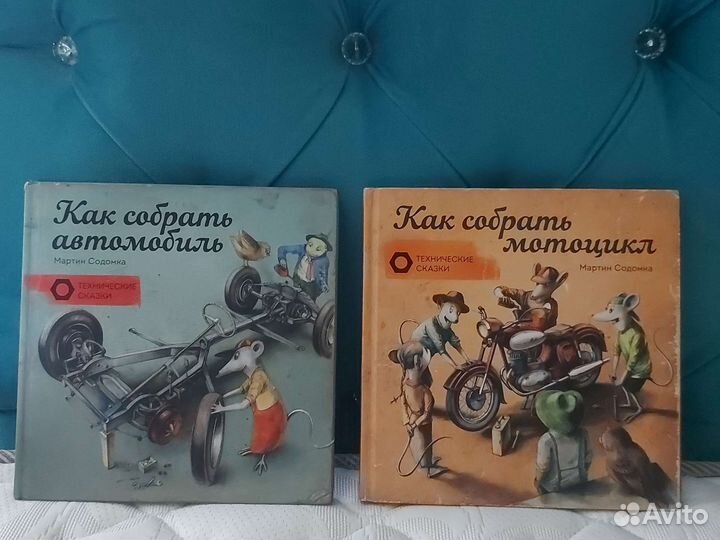 Как собрать
автомобиль
Мартин Содомка
ТЕХНИЧЕСКИЕ
СКАЗКИ
Как собрать
мотоцикл
Мартин Содомка
ТЕХНИЧЕСКИЕ
СКАЗКИ
Avito